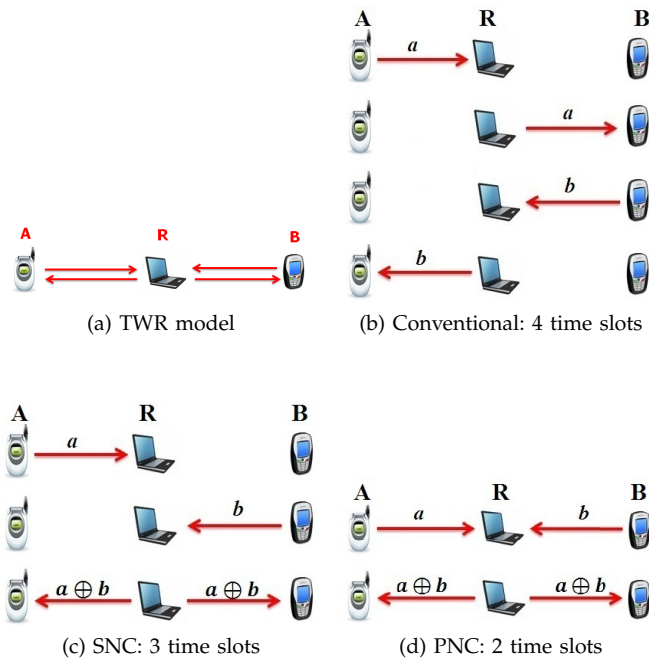 A R B
a
a
b
b
A R B
(a) TWR model
(b) Conventional: 4 time slots
A R B
a
b
a ⊕ b a ⊕ b
(c) SNC: 3 time slots
A R B
a b
a ⊕ b a ⊕ b
(d) PNC: 2 time slots